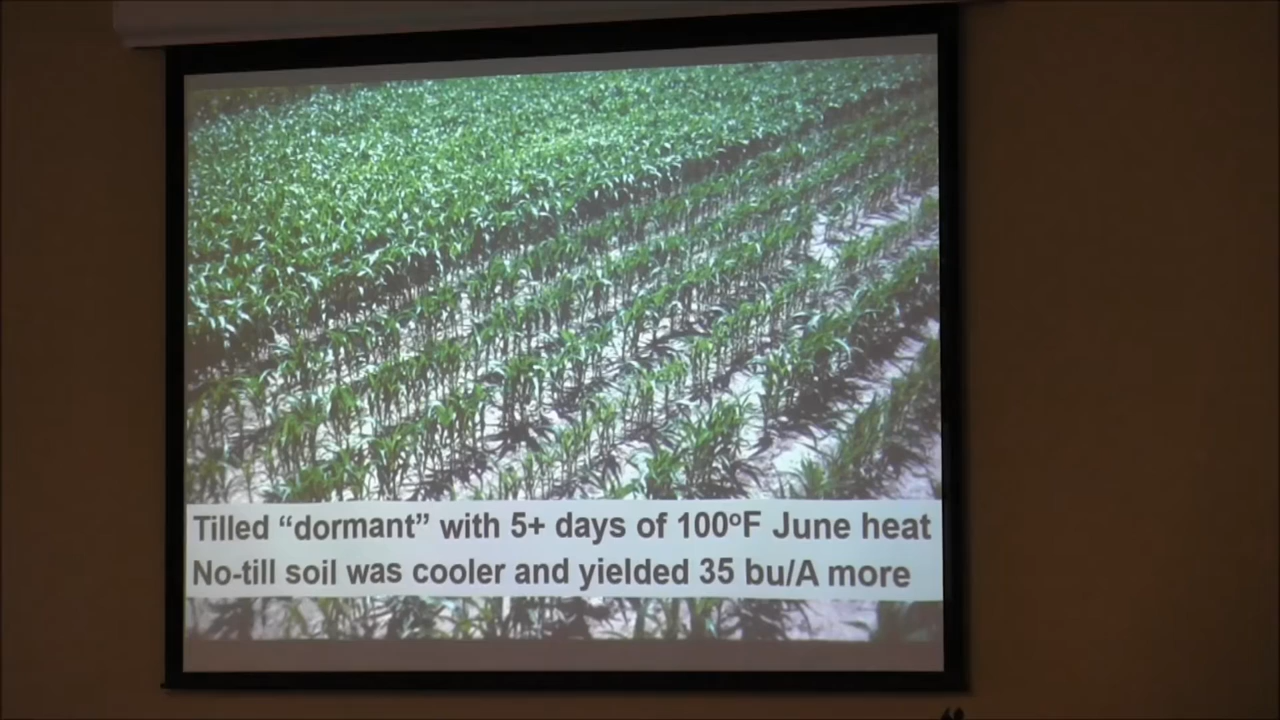 Tilled “dormant” with 5+ days of 100ºF June heat
No-till soil was cooler and yielded 35 bu/A more